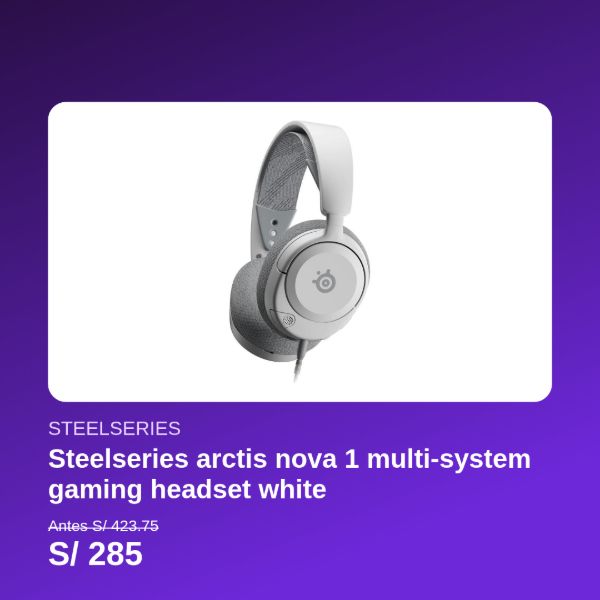 STEELSERIES
Steelseries arctis nova 1 multi-system
gaming headset white
Antes S/ 423.75
S/ 285